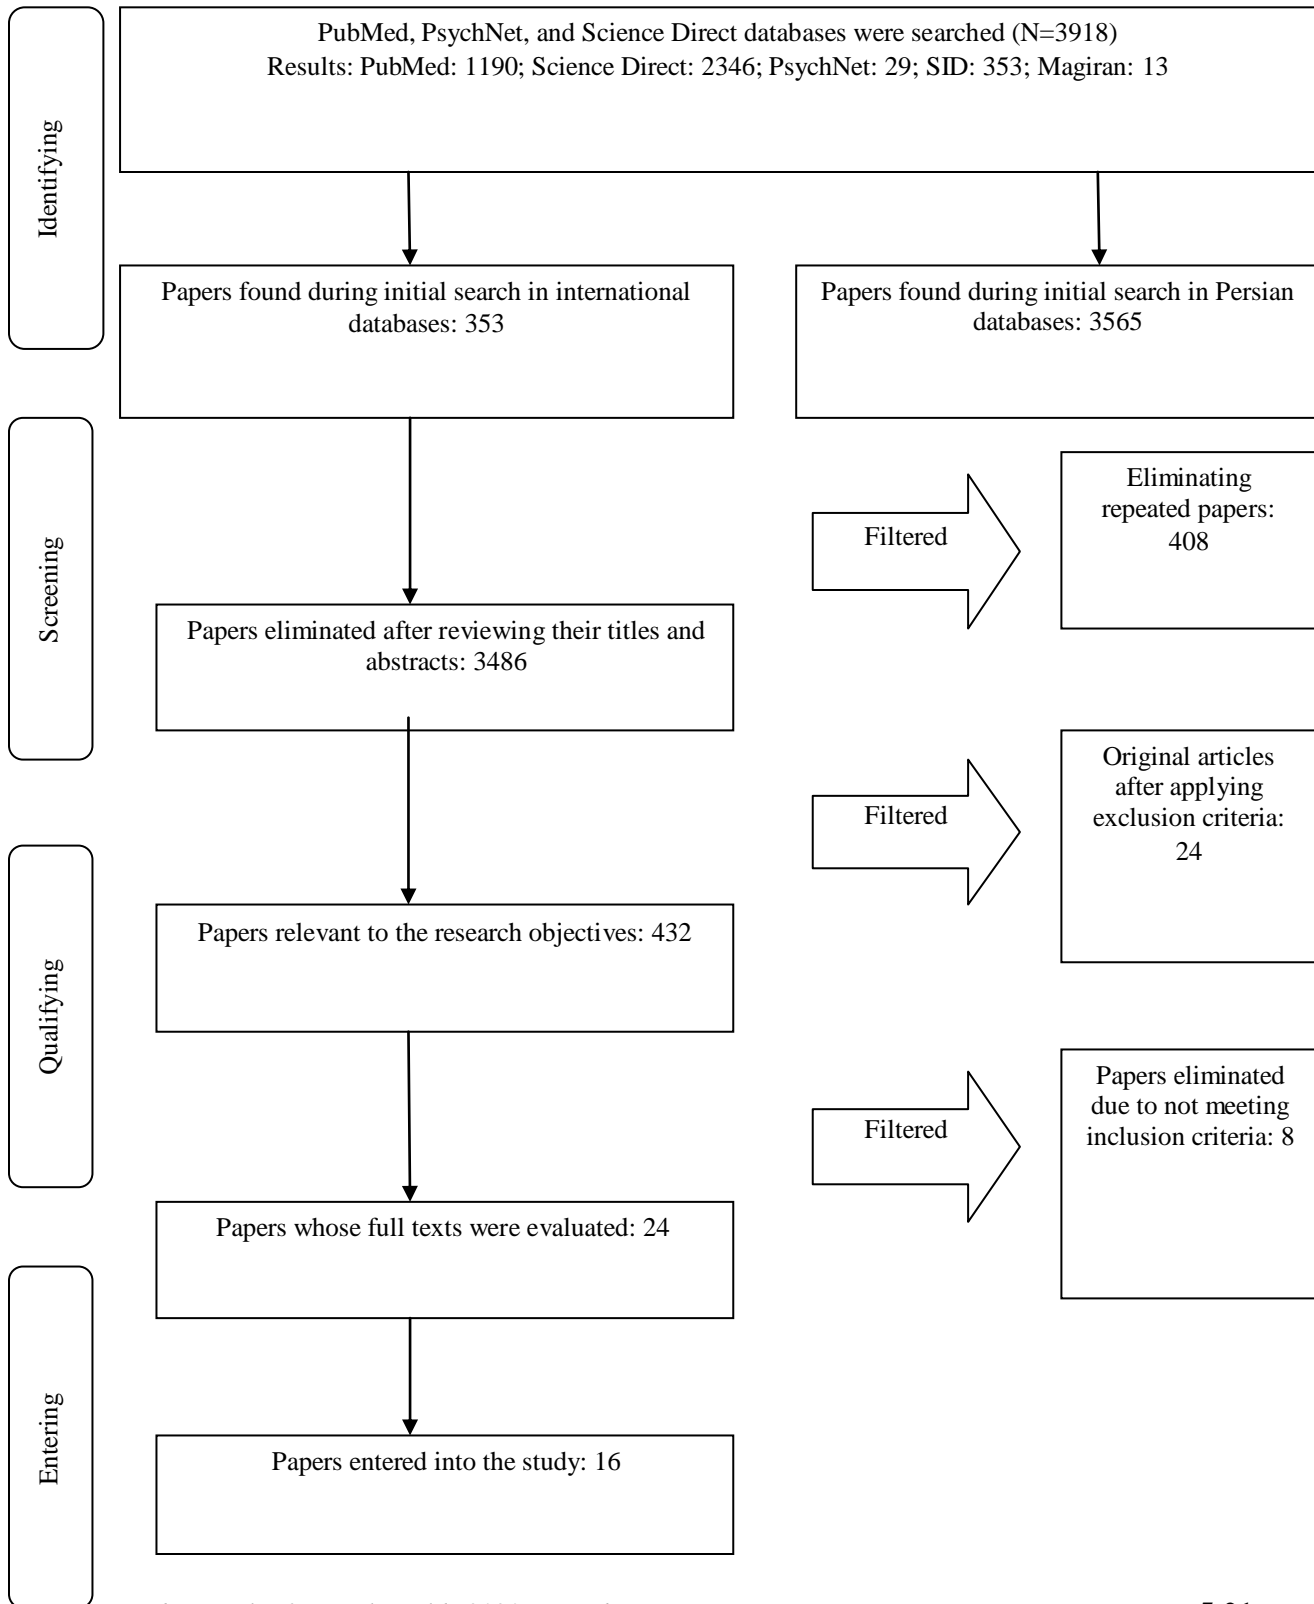 PubMed, PsychNet, and Science Direct databases were searched (N=3918)
Results: PubMed: 1190; Science Direct: 2346; PsychNet: 29; SID: 353; Magiran: 13
Identifying
Papers found during initial search in international
databases: 353
Papers found during initial search in Persian
databases: 3565
Screening
Filtered
Eliminating
repeated papers:
408
Papers eliminated after reviewing their titles and
abstracts: 3486
Filtered
Original articles
after applying
exclusion criteria:
24
Qualifying
Papers relevant to the research objectives: 432
Filtered
Papers eliminated
due to not meeting
inclusion criteria: 8
Papers whose full texts were evaluated: 24
Entering
Papers entered into the study: 16